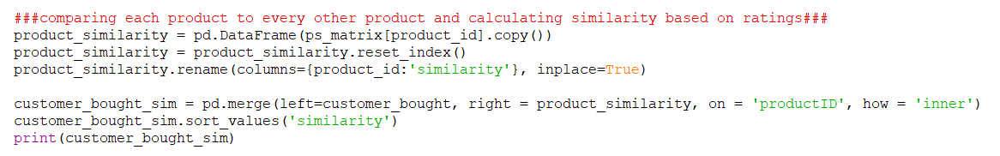 ###comparing each product to every other product and calculating similarity based on ratings###
product_similarity = pd.DataFrame(ps_matrix[product_id].copy())
product_similarity = product_similarity.reset_index()
product_similarity.rename(columns={product_id:'similarity'}, inplace=True)
customer_bought_sim = pd.merge(left=customer_bought, right = product_similarity, on = 'productID', how = 'inner')
customer_bought_sim.sort_values('similarity')
print(customer_bought_sim)